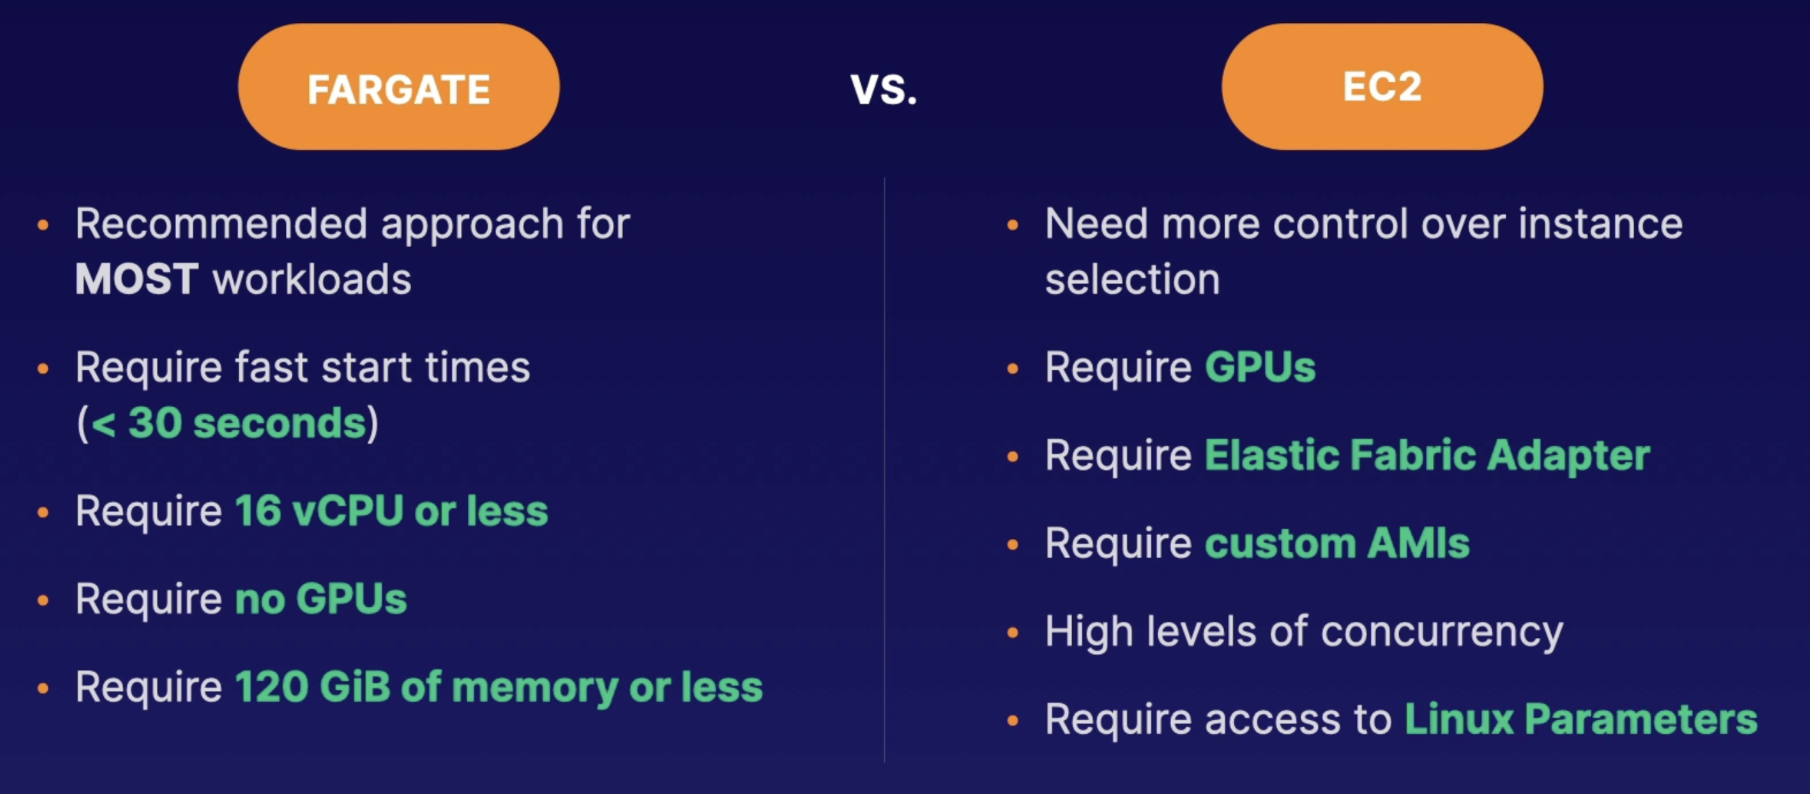 FARGATE
VS.
EC2
• Recommended approach for
MOST workloads
• Require fast start times
(< 30 seconds)
• Require 16 vCPU or less
• Require no GPUs
• Require 120 GiB of memory or less
• Need more control over instance
selection
• Require GPUs
• Require Elastic Fabric Adapter
• Require custom AMIs
• High levels of concurrency
• Require access to Linux Parameters